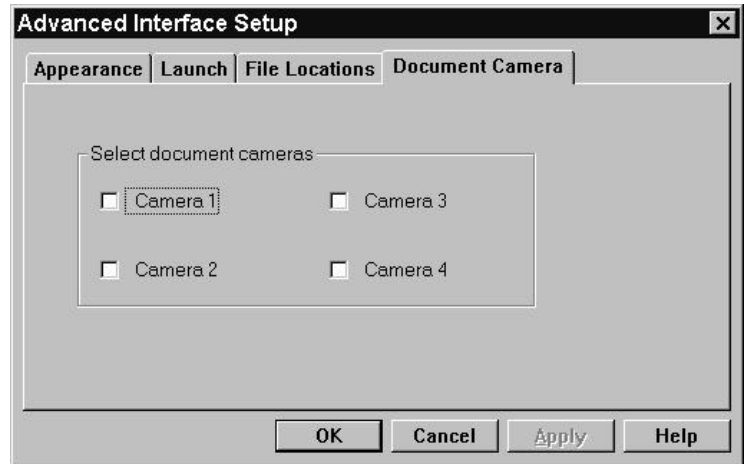 Advanced Interface Setup
Appearance Launch File Locations Document Camera
Select document cameras
Camera 1 Camera 3
Camera 2 Camera 4
OK Cancel Apply Help